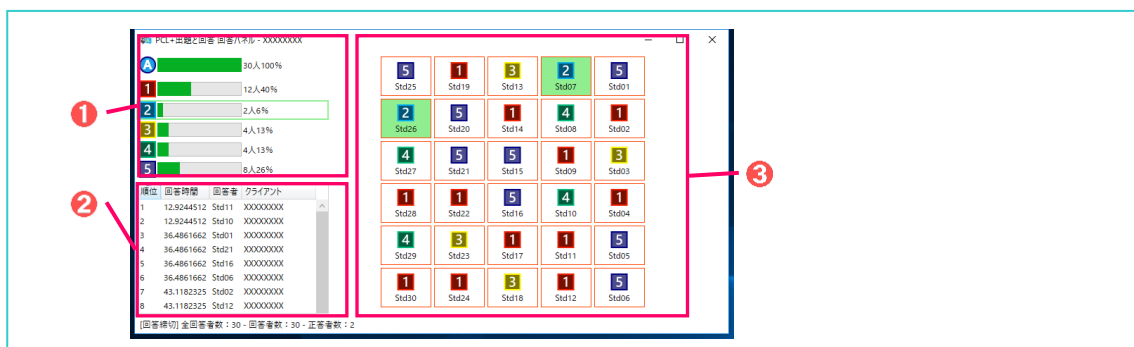 PCL+出題と回答 回答パネル - XXXXXXXX
A 30人100%
1 12人40%
2 2人6%
3 4人13%
4 4人13%
5 8人26%
順位 回答時間 回答者 クライアント
1 12.9244512 Std11 XXXXXXXX
2 12.9244512 Std10 XXXXXXXX
3 36.4861662 Std01 XXXXXXXX
4 36.4861662 Std21 XXXXXXXX
5 36.4861662 Std16 XXXXXXXX
6 36.4861662 Std06 XXXXXXXX
7 43.1182325 Std02 XXXXXXXX
8 43.1182325 Std12 XXXXXXXX
[回答締切] 全回答者数：30 - 回答者数：30 - 正答者数：2
5 1 3 2 5
Std25 Std19 Std13 Std07 Std01
2 5 1 4 1
Std26 Std20 Std14 Std08 Std02
4 5 5 1 3
Std27 Std21 Std15 Std09 Std03
1 1 5 4 1
Std28 Std22 Std16 Std10 Std04
4 3 1 1 5
Std29 Std23 Std17 Std11 Std05
1 1 3 1 5
Std30 Std24 Std18 Std12 Std06
1
2
3